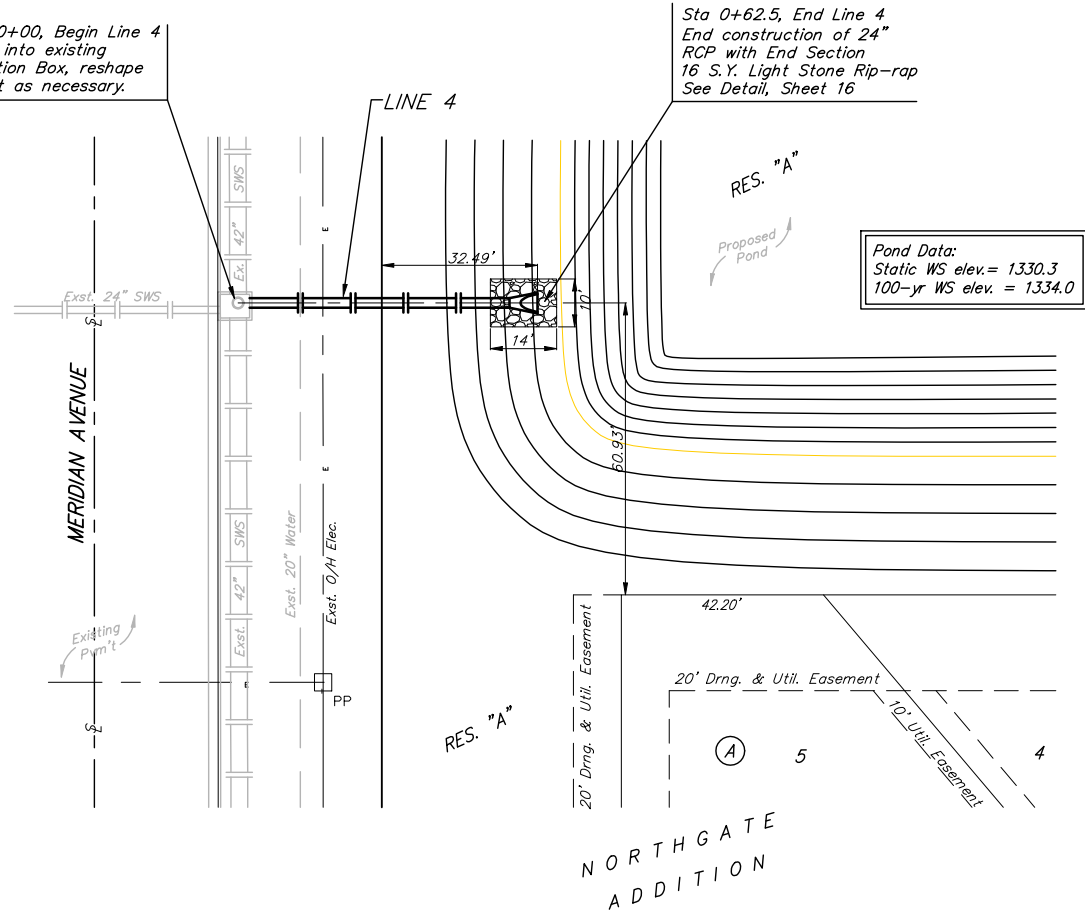 0+00, Begin Line 4
into existing
tion Box, reshape
t as necessary.
Sta 0+62.5, End Line 4
End construction of 24"
RCP with End Section
16 S.Y. Light Stone Rip-rap
See Detail, Sheet 16
LINE 4
RES. "A"
Proposed
Pond
Pond Data:
Static WS elev.= 1330.3
100-yr WS elev. = 1334.0
32.49'
10'
14'
60.93'
42.20'
Exst. 24" SWS
Ex. 42" SWS
MERIDIAN AVENUE
Exst. 42" SWS
Exst. 20" Water
Exst. O/H Elec.
E
E
E
Existing
Pvm't
PP
RES. "A"
20' Drng. & Util. Easement
20' Drng. & Util. Easement
10' Util. Easement
A
5
4
NORTHGATE
ADDITION